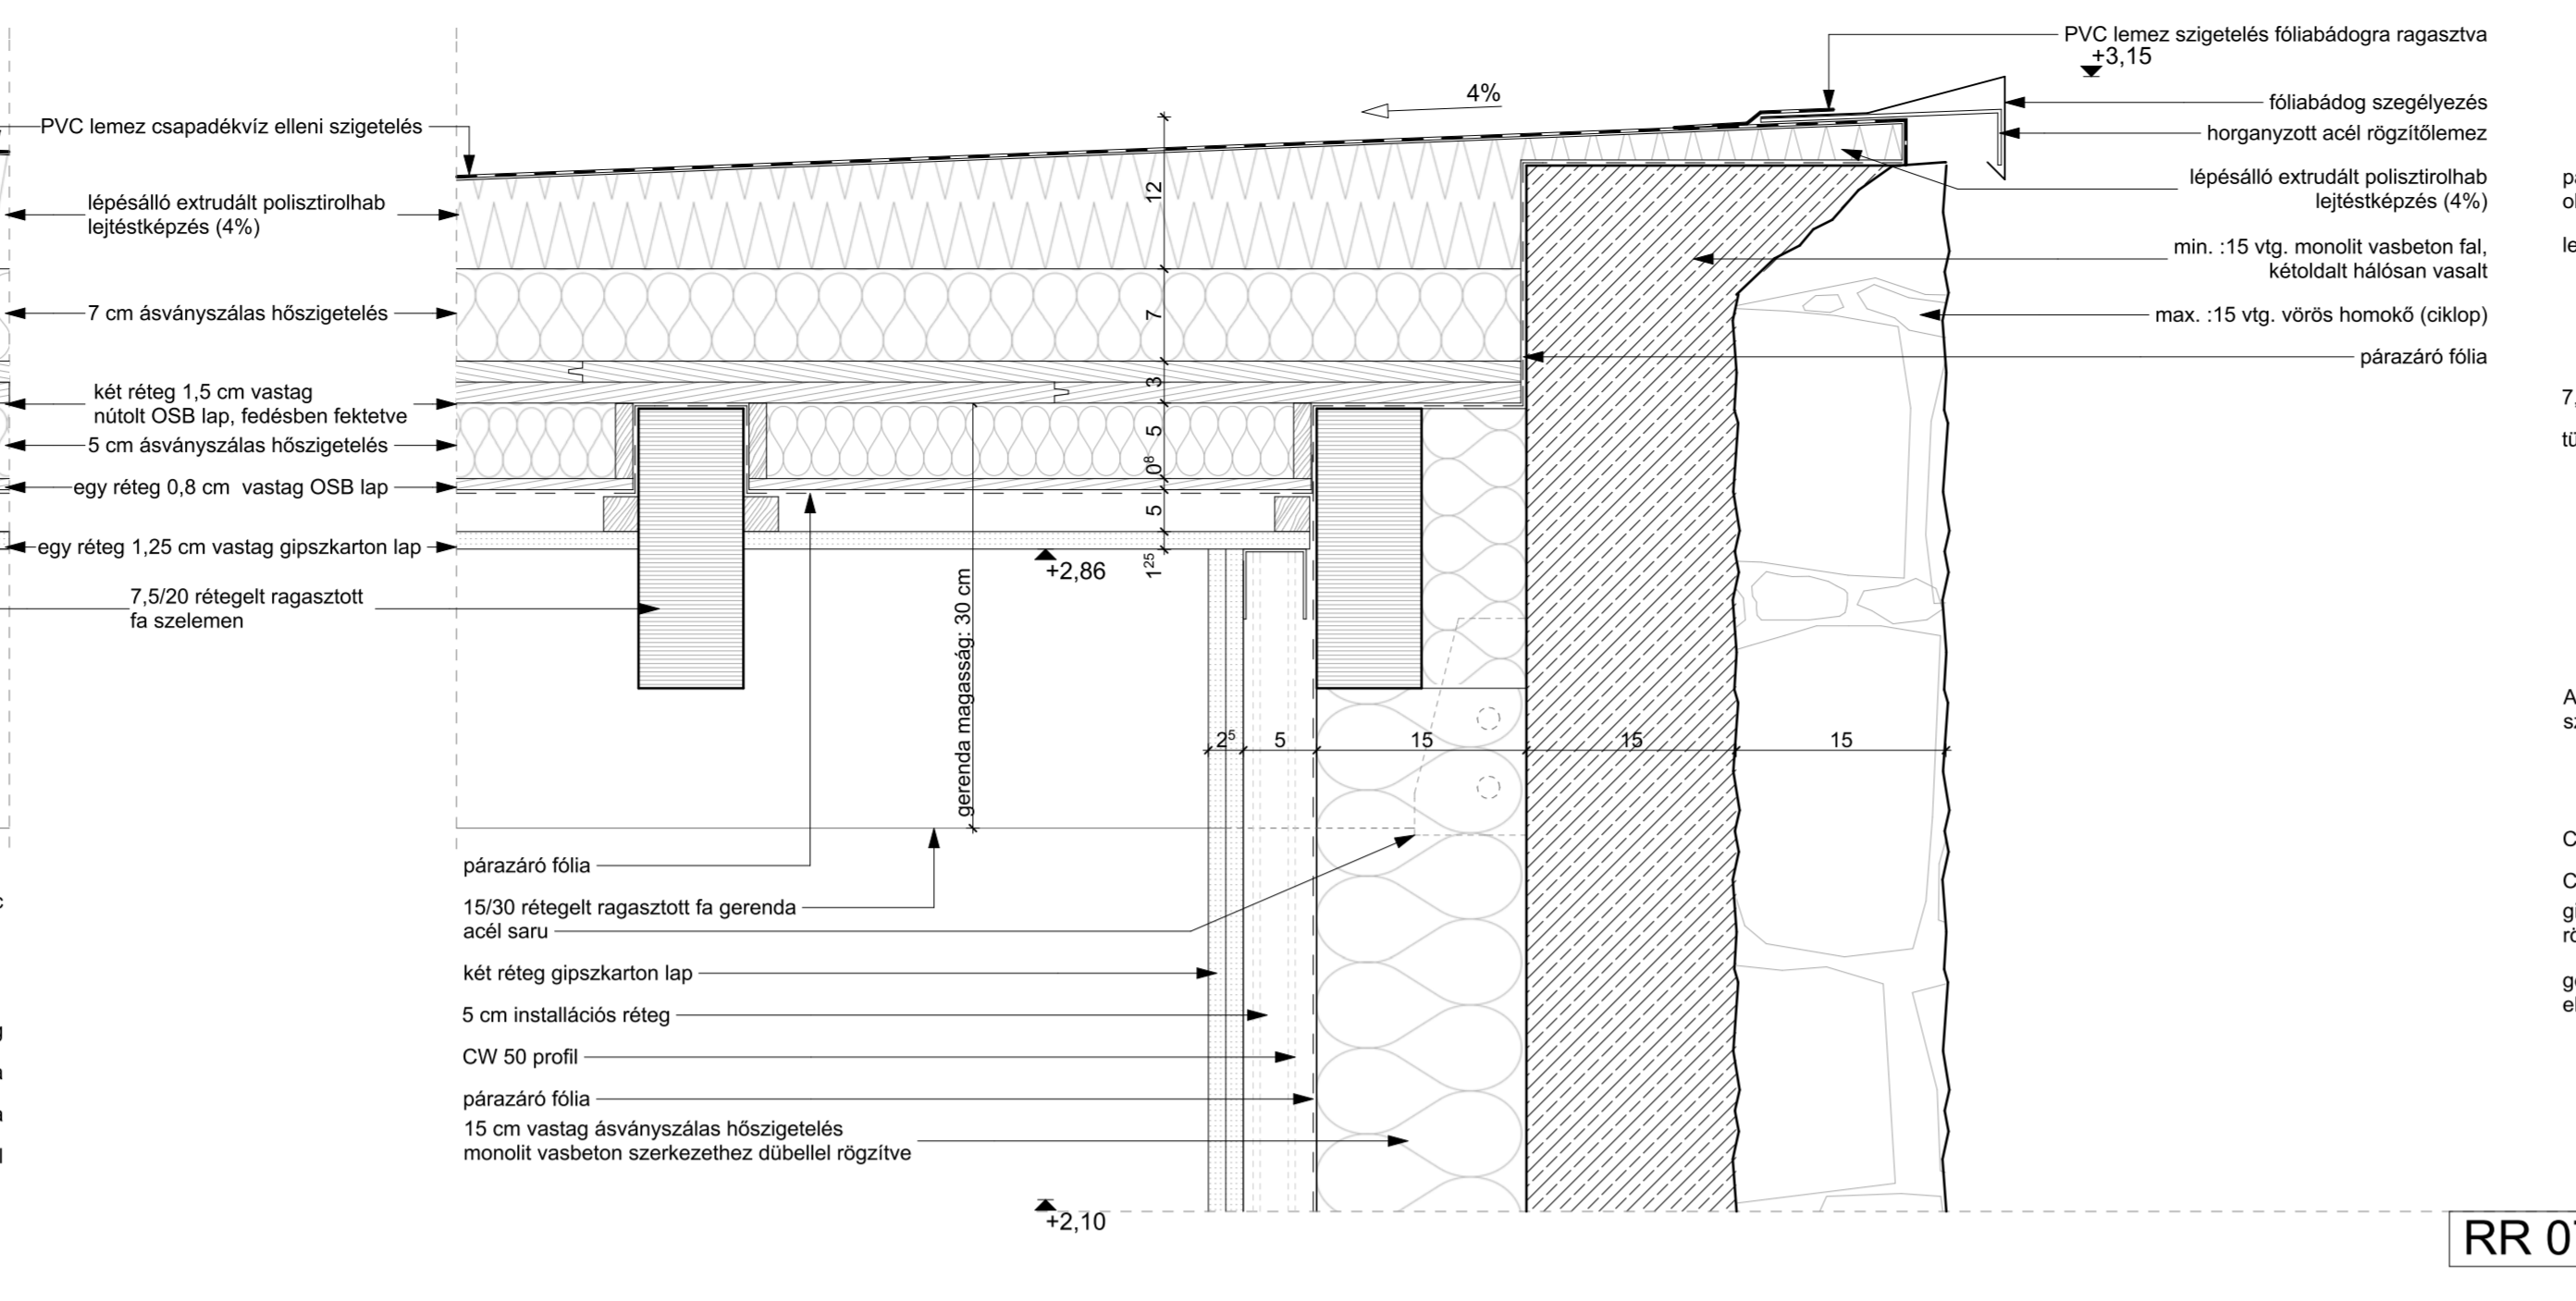 PVC lemez csapadékvíz elleni szigetelés
lépésálló extrudált polisztirolhab
lejtéstképzés (4%)
7 cm ásványszálas hőszigetelés
két réteg 1,5 cm vastag
nútolt OSB lap, fedésben fektetve
5 cm ásványszálas hőszigetelés
egy réteg 0,8 cm vastag OSB lap
egy réteg 1,25 cm vastag gipszkarton lap
7,5/20 rétegelt ragasztott
fa szelemen
4%
12
7
3
5
0⁸
5
1²⁵
+2,86
gerenda magasság: 30 cm
2⁵
5
15
15
15
párazáró fólia
15/30 rétegelt ragasztott fa gerenda
acél saru
két réteg gipszkarton lap
5 cm installációs réteg
CW 50 profil
párazáró fólia
15 cm vastag ásványszálas hőszigetelés
monolit vasbeton szerkezethez dübellel rögzítve
+2,10
PVC lemez szigetelés fóliabádogra ragasztva
+3,15
fóliabádog szegélyezés
horganyzott acél rögzítőlemez
lépésálló extrudált polisztirolhab
lejtéstképzés (4%)
min. :15 vtg. monolit vasbeton fal,
kétoldalt hálósan vasalt
max. :15 vtg. vörös homokő (ciklop)
párazáró fólia
RR 0